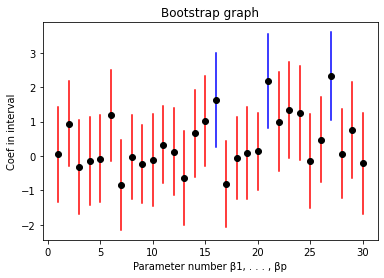 Bootstrap graph
Coef in interval
3
2
1
0
−1
−2
0 5 10 15 20 25 30
Parameter number β1, . . . , βp